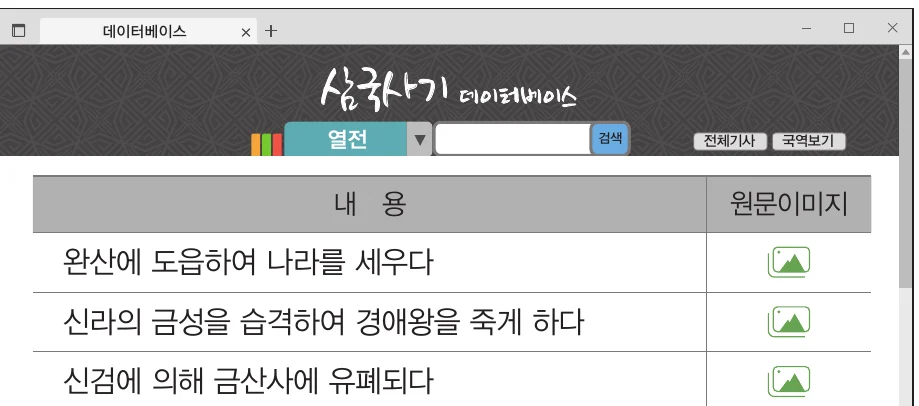 데이터베이스
삼국사기 데이터베이스
열전 ▼ 검색 전체기사 국역보기
내 용 원문이미지
완산에 도읍하여 나라를 세우다
신라의 금성을 습격하여 경애왕을 죽게 하다
신검에 의해 금산사에 유폐되다